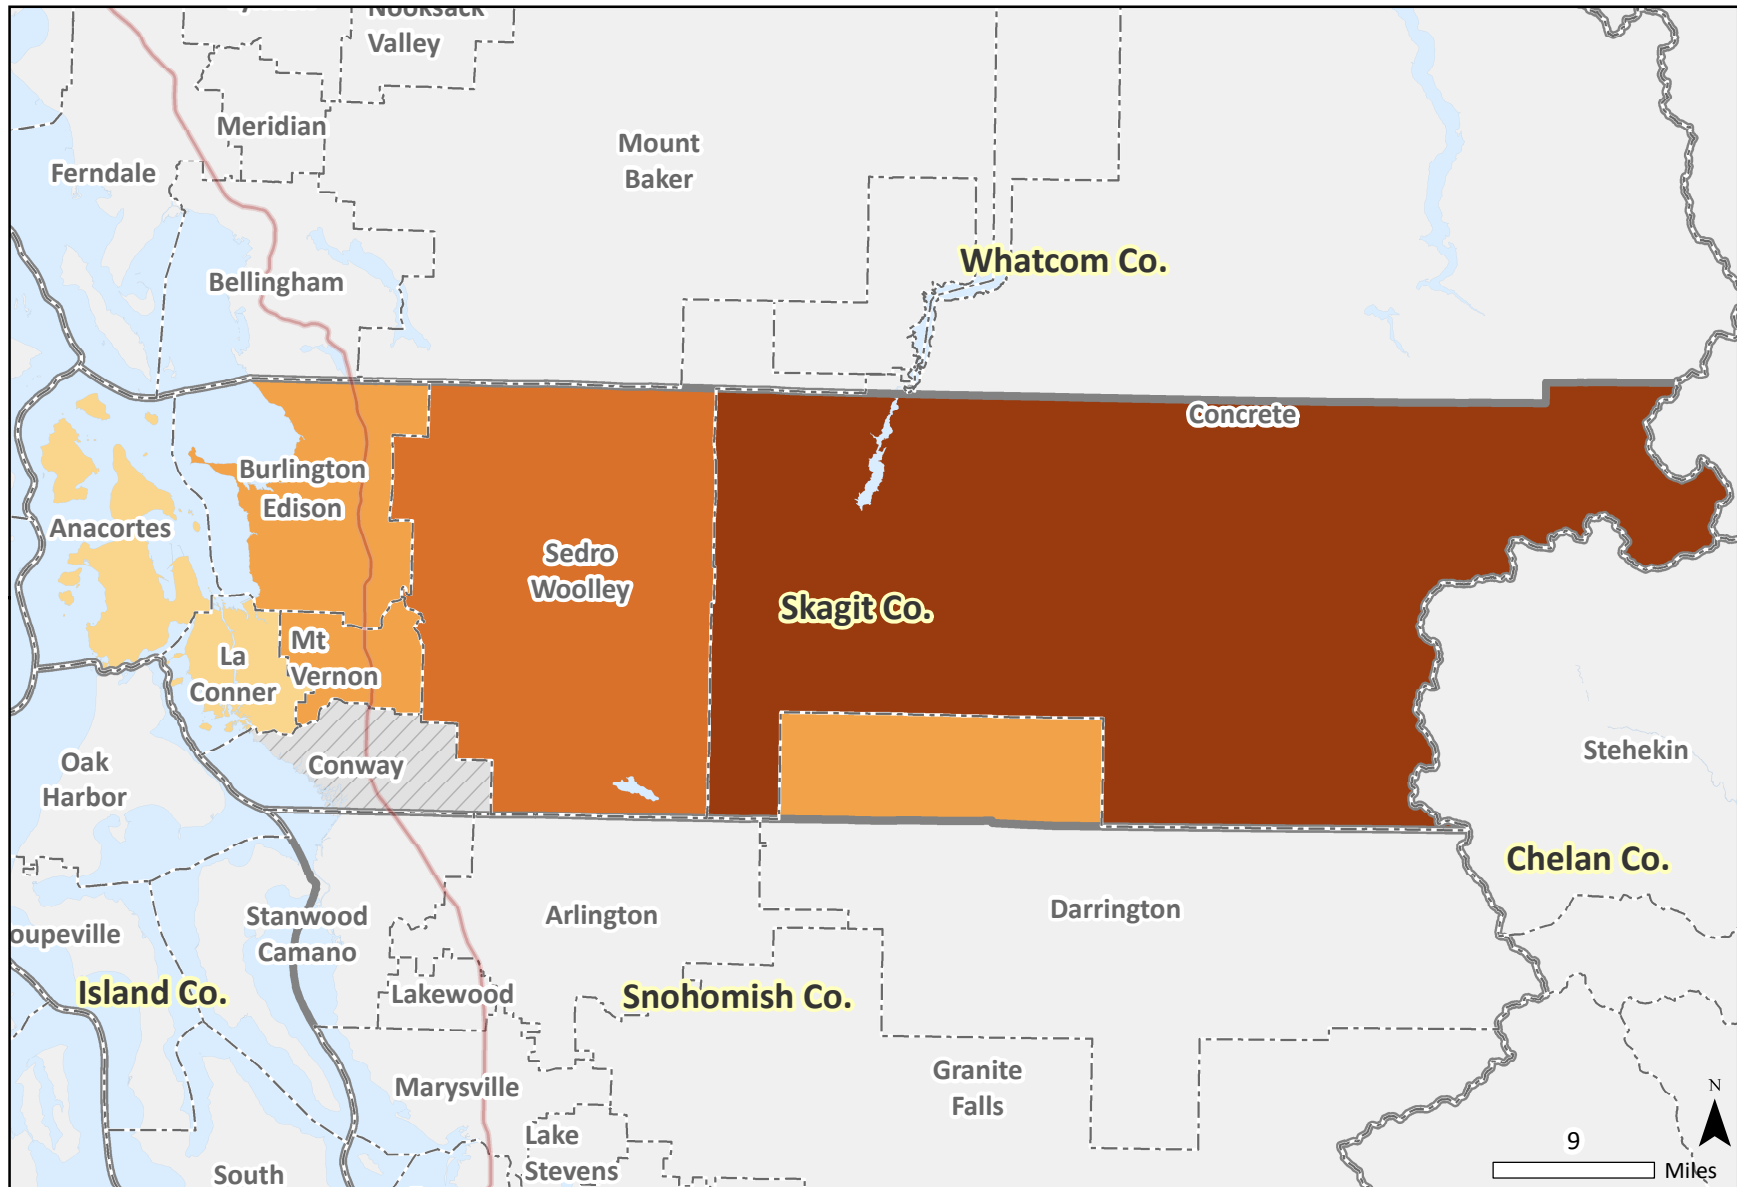 Nooksack
Valley
Meridian
Mount
Baker
Ferndale
Whatcom Co.
Bellingham
Concrete
Burlington
Edison
Anacortes
Sedro
Woolley
Skagit Co.
Mt
Vernon
La
Conner
Conway
Oak
Harbor
Stehekin
Chelan Co.
Stanwood
Camano
Arlington
Darrington
oupeville
Island Co.
Lakewood
Snohomish Co.
Marysville
Granite
Falls
Lake
Stevens
South
N
9
Miles